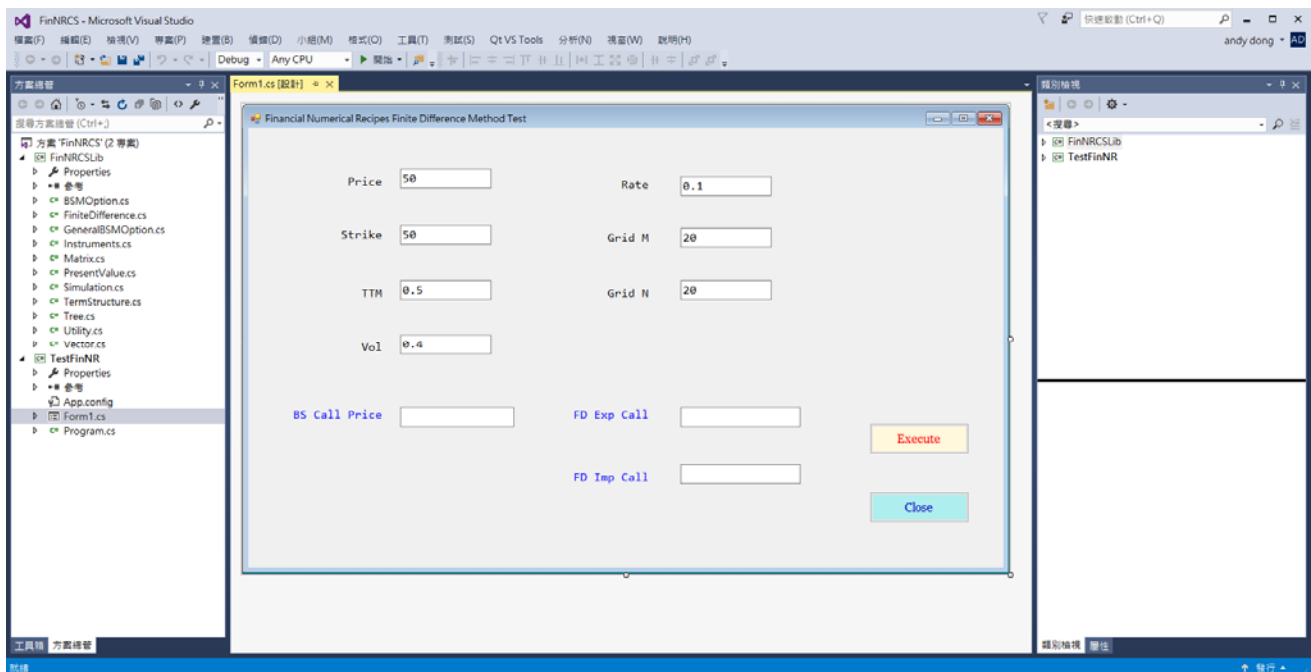 FinNRCS - Microsoft Visual Studio
快速啟動 (Ctrl+Q)
檔案(F) 編輯(E) 檢視(V) 專案(P) 建置(B) 偵錯(D) 小組(M) 格式(O) 工具(T) 測試(S) Qt VS Tools 分析(N) 視窗(W) 說明(H)
andy dong AD
Debug Any CPU 開始
方案總管
搜尋方案總管 (Ctrl+;)
方案 'FinNRCS' (2 專案)
FinNRCSLib
Properties
參考
BSMOption.cs
FiniteDifference.cs
GeneralBSMOption.cs
Instruments.cs
Matrix.cs
PresentValue.cs
Simulation.cs
TermStructure.cs
Tree.cs
Utility.cs
Vector.cs
TestFinNR
Properties
參考
App.config
Form1.cs
Program.cs
工具箱 方案總管
Form1.cs [設計]
Financial Numerical Recipes Finite Difference Method Test
Price 50 Rate 0.1
Strike 50 Grid M 20
TTM 0.5 Grid N 20
Vol 0.4
BS Call Price FD Exp Call
Execute
FD Imp Call
Close
類別檢視
<搜尋>
FinNRCSLib
TestFinNR
類別檢視 屬性
就緒
發行